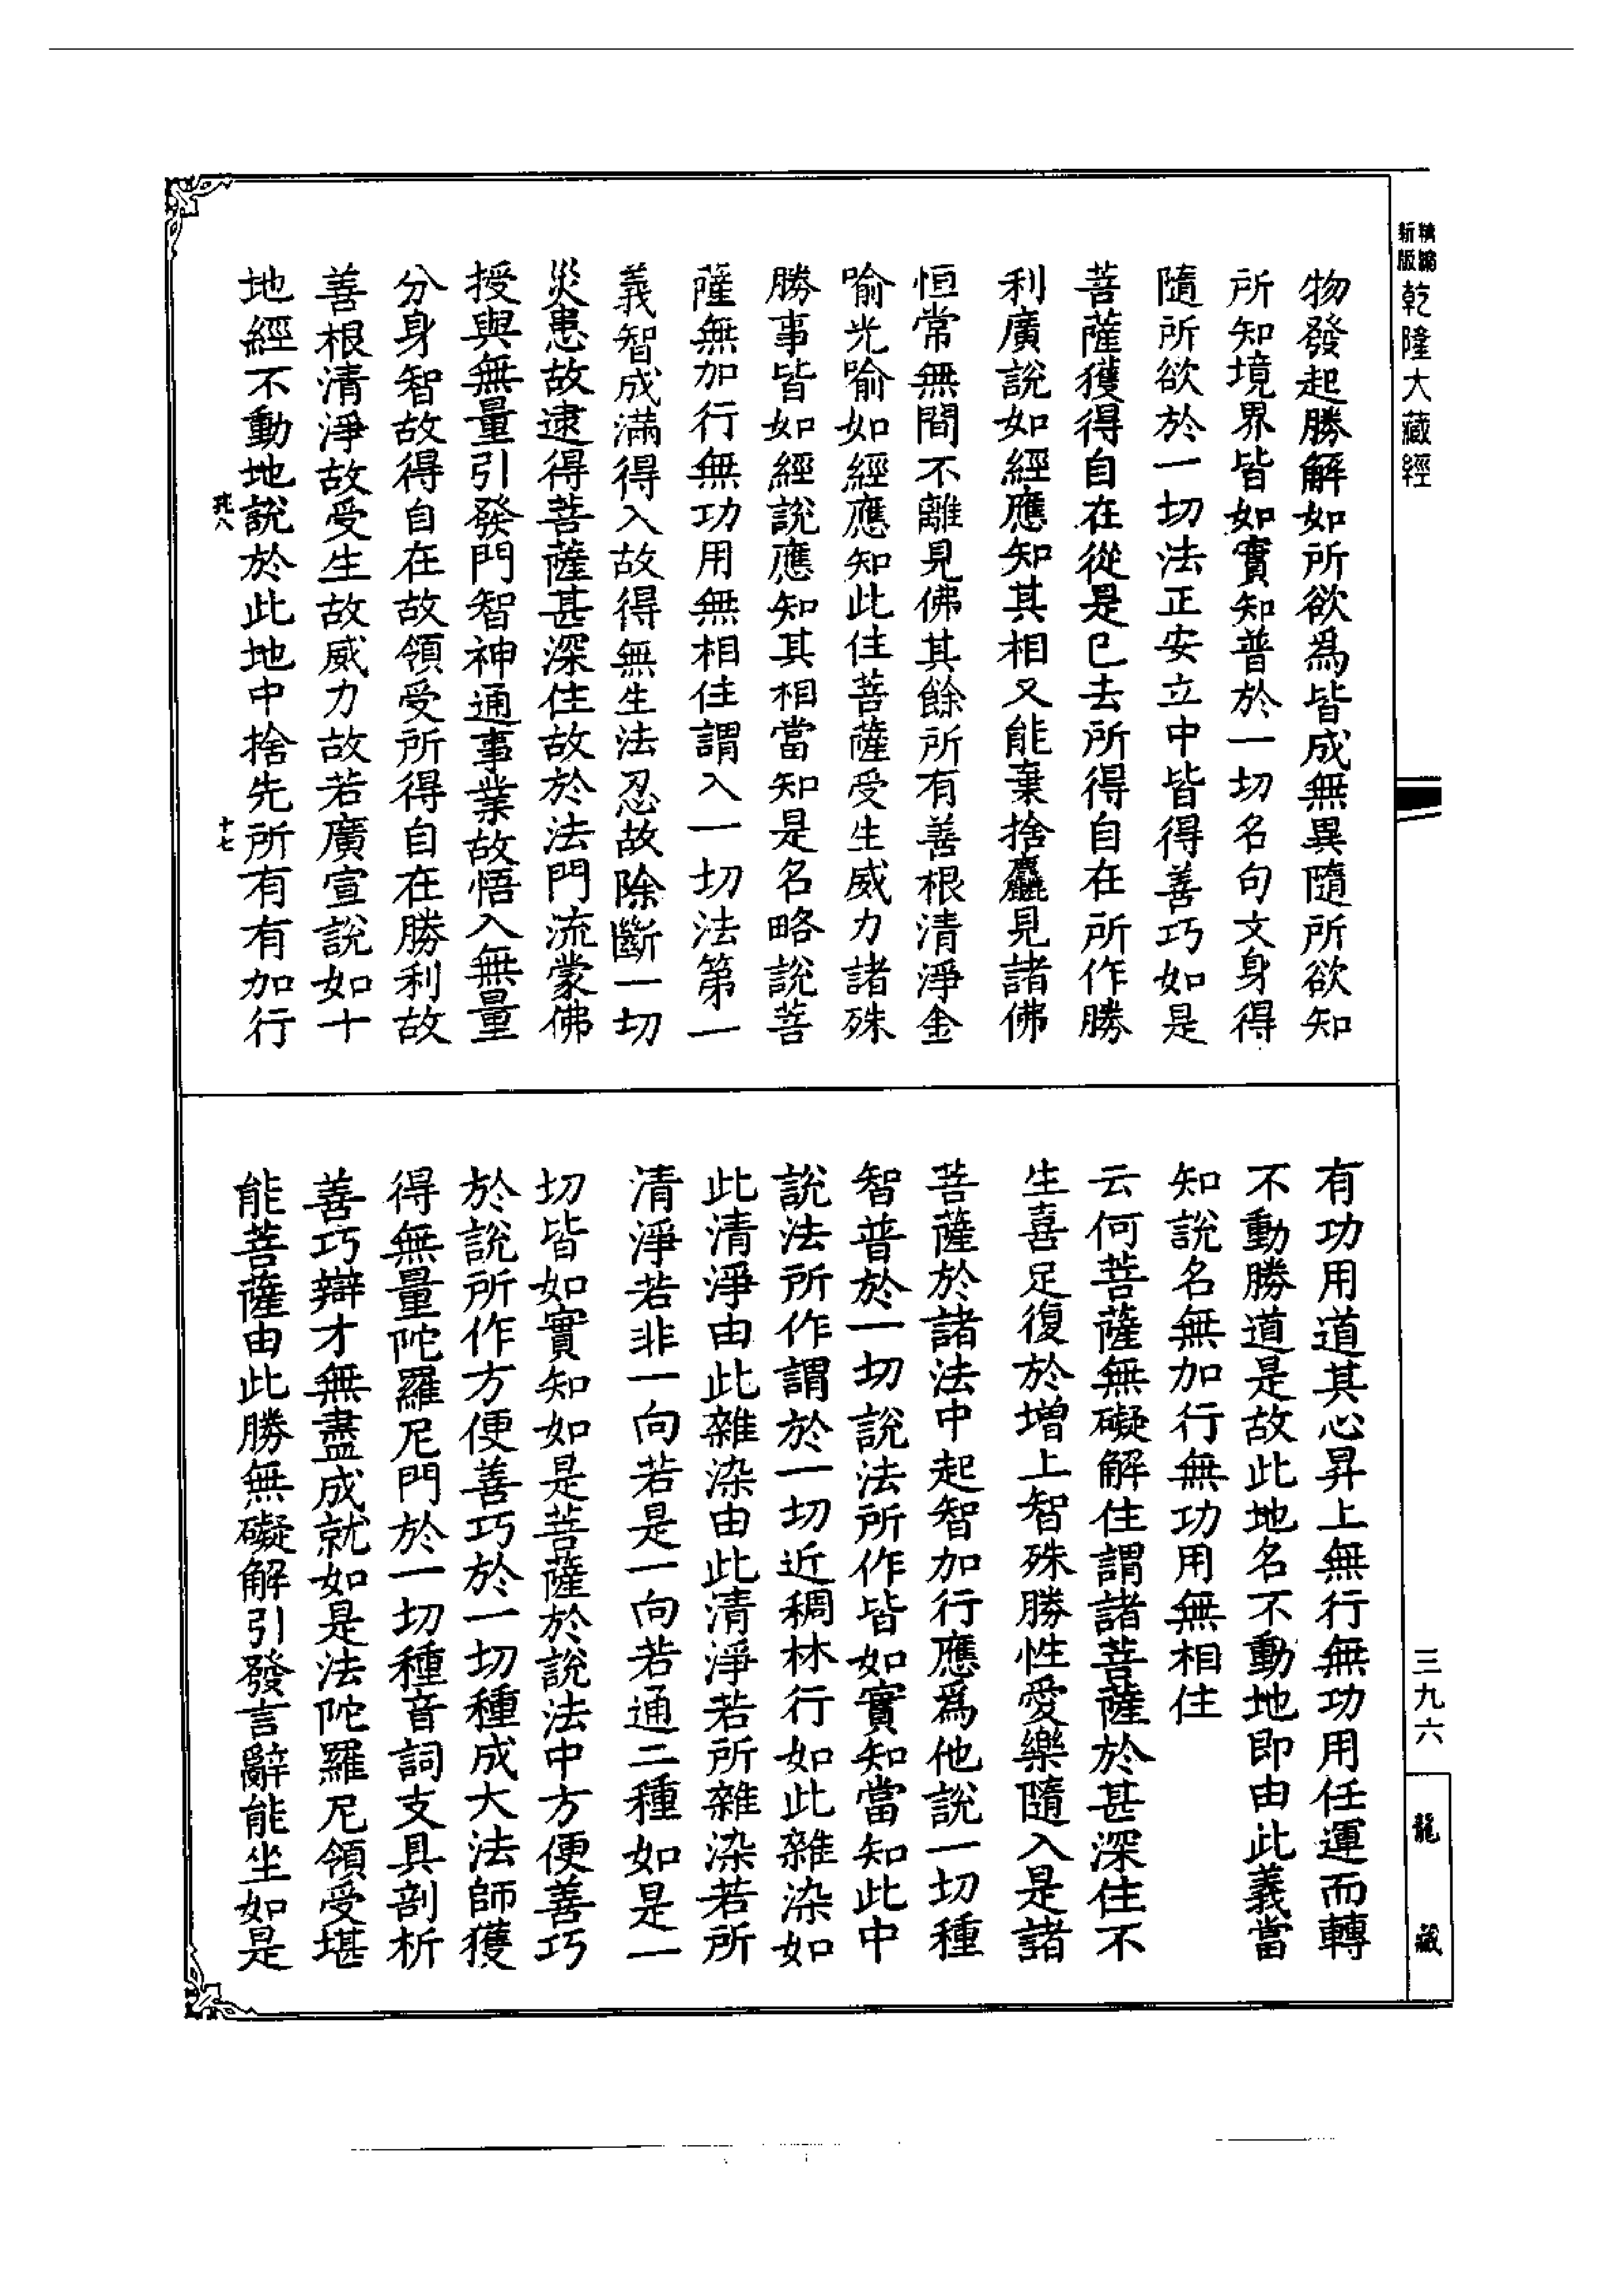 精編
新版
乾隆大藏經
物發起勝解如所欲爲皆成無異隨所欲知
所知境界皆如實知普於一切名句文身得
隨所欲於一切法正安立中皆得善巧如是
菩薩獲得自在從是已去所得自在所作勝
利廣說如經應知其相又能棄捨麤見諸佛
恒常無間不離見佛其餘所有善根清淨金
喻光喻如經應知此住菩薩受生威力諸殊
勝事皆如經說應知其相當知是名略說菩
薩無加行無功用無相住謂入一切法第一
義智成滿得入故得無生法忍故除斷一切
災患故逮得菩薩甚深住故於法門流蒙佛
授與無量引發門智神通事業故悟入無量
分身智故得自在故領受所得自在勝利故
善根清淨故受生故威力故若廣宣說如十
地經不動地說於此地中捨先所有有加行
十七
有功用道其心昇上無行無功用任運而轉
不動勝道是故此地名不動地即由此義當
知說名無加行無功用無相住
云何菩薩無礙解住謂諸菩薩於甚深住不
生喜足復於增上智殊勝性愛樂隨入是諸
菩薩於諸法中起智加行應爲他說一切種
智普於一切說法所作皆如實知當知此中
說法所作謂於一切近稠林行如此雜染如
此清淨由此雜染由此清淨若所雜染若所
清淨若非一向若是一向若通二種如是一
切皆如實知如是菩薩於說法中方便善巧
於說所作方便善巧於一切種成大法師獲
得無量陀羅尼門於一切種音詞支具剖析
善巧辯才無盡成就如是法陀羅尼領受堪
能菩薩由此勝無礙解引發言辭能坐如是
三九六
龍藏